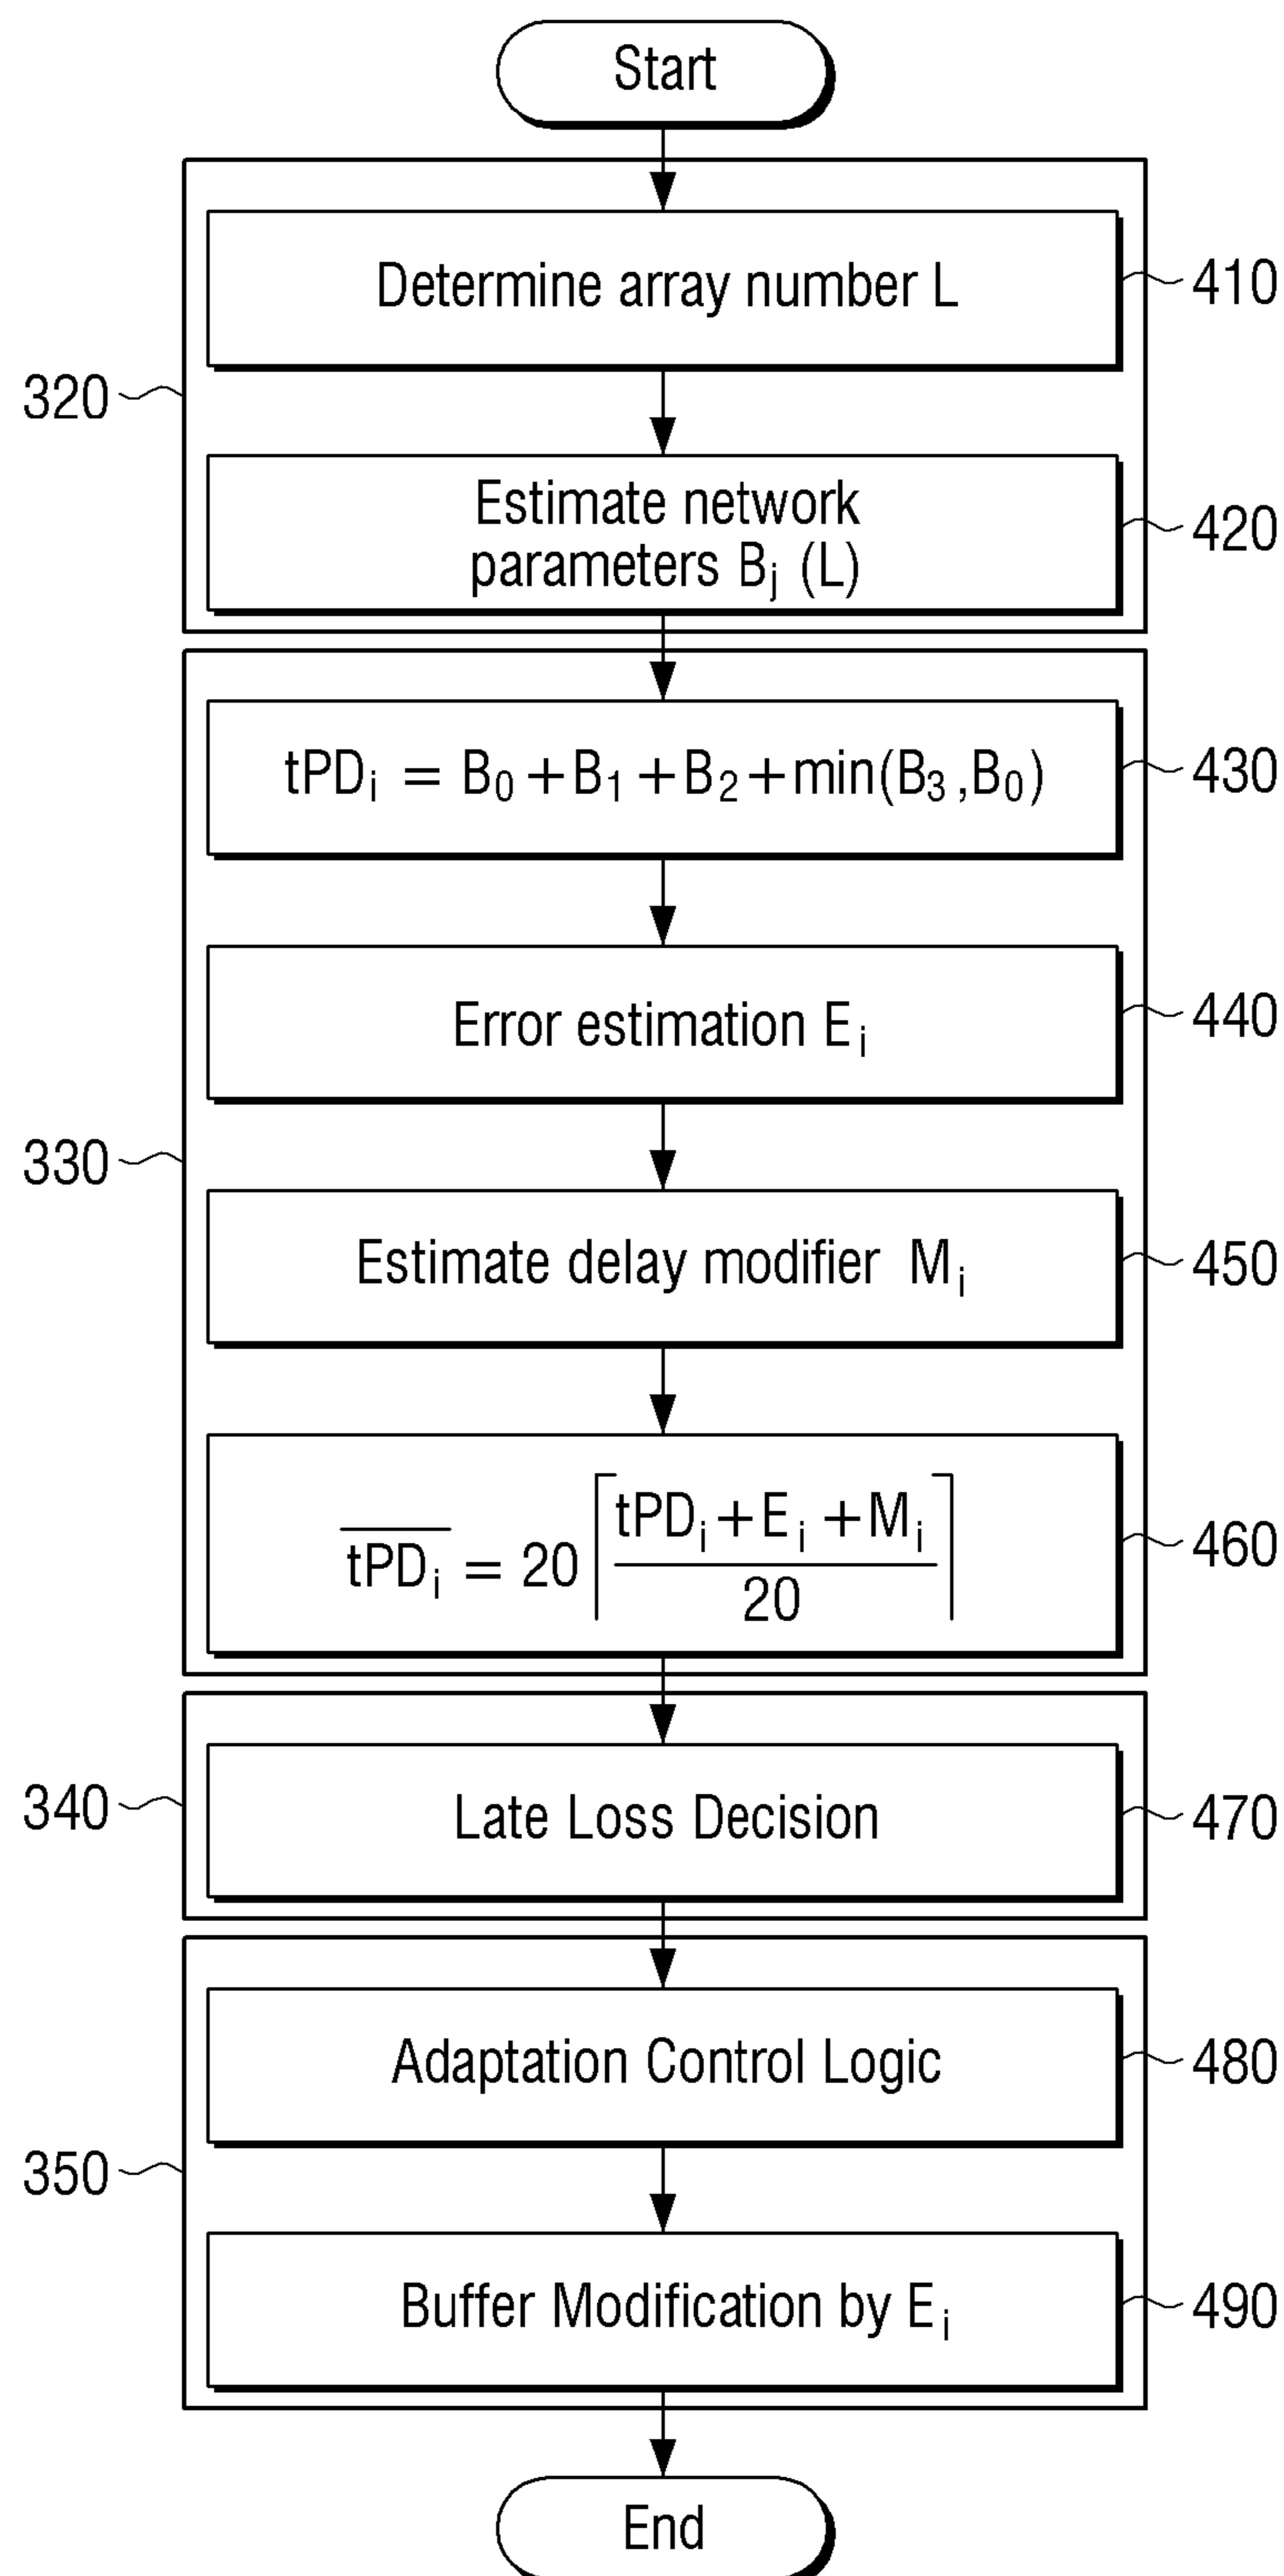 Start
Determine array number L
410
320
Estimate network
parameters Bj (L)
420
tPDi = B0+B1+B2+min(B3,B0)
430
Error estimation Ei
440
330
Estimate delay modifier Mi
450
tPDi = 20⌈(tPDi+Ei+Mi)/20⌉
460
340
Late Loss Decision
470
Adaptation Control Logic
480
350
Buffer Modification by Ei
490
End